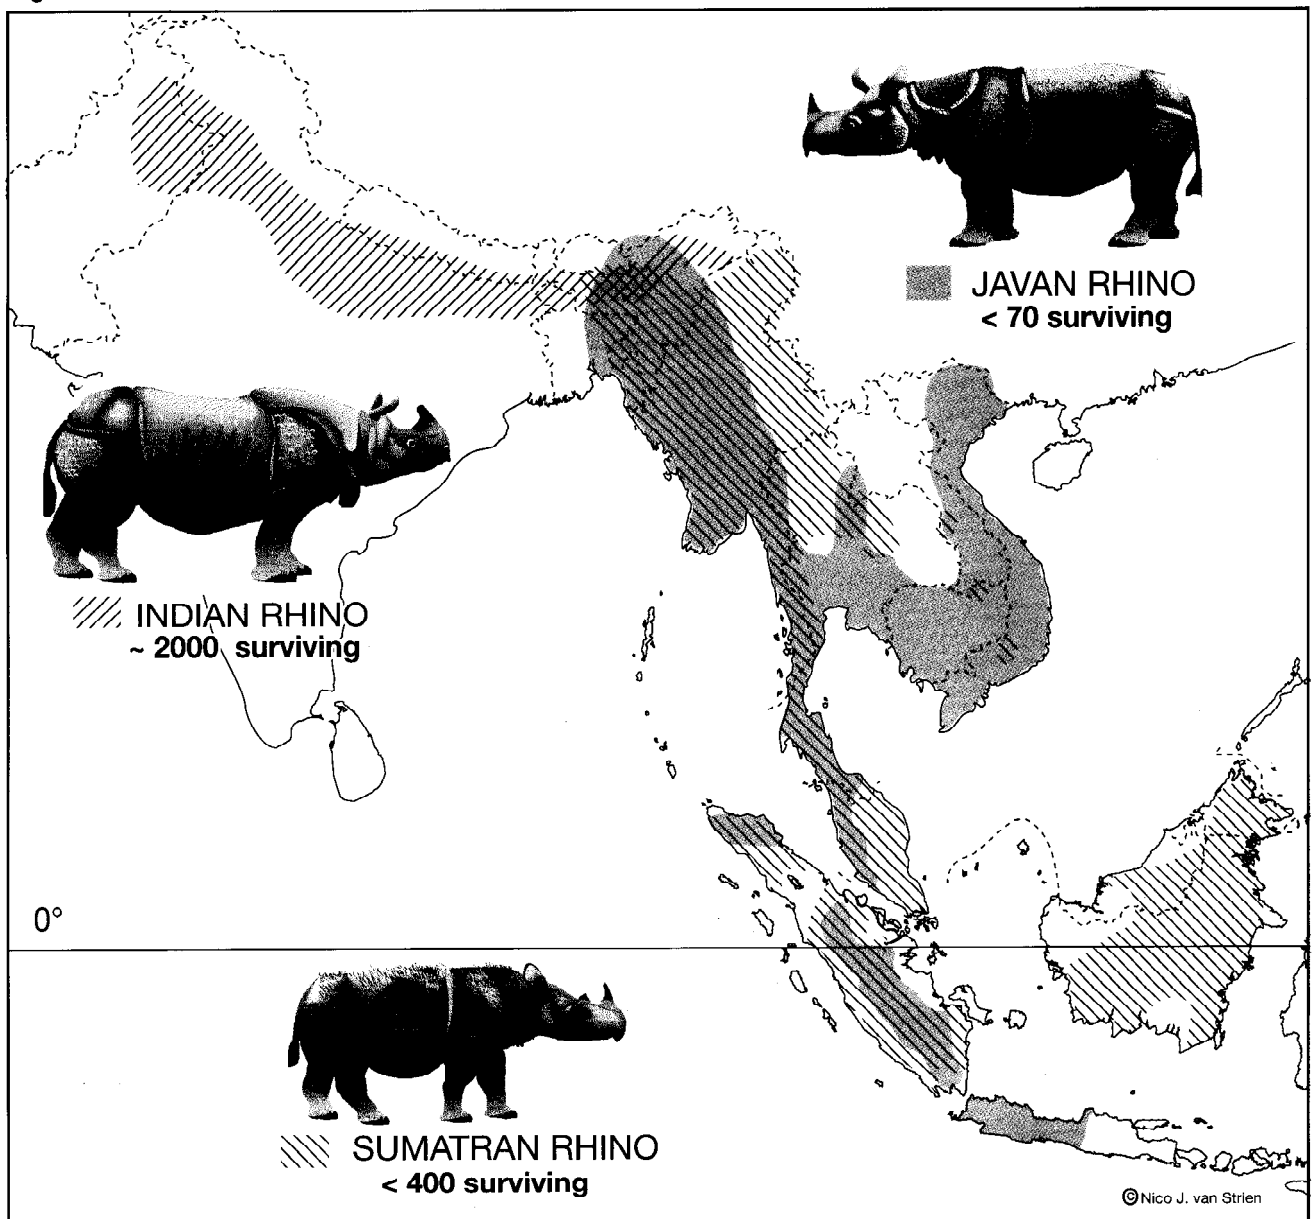 JAVAN RHINO
< 70 surviving
INDIAN RHINO
~ 2000 surviving
0°
SUMATRAN RHINO
< 400 surviving
© Nico J. van Strien